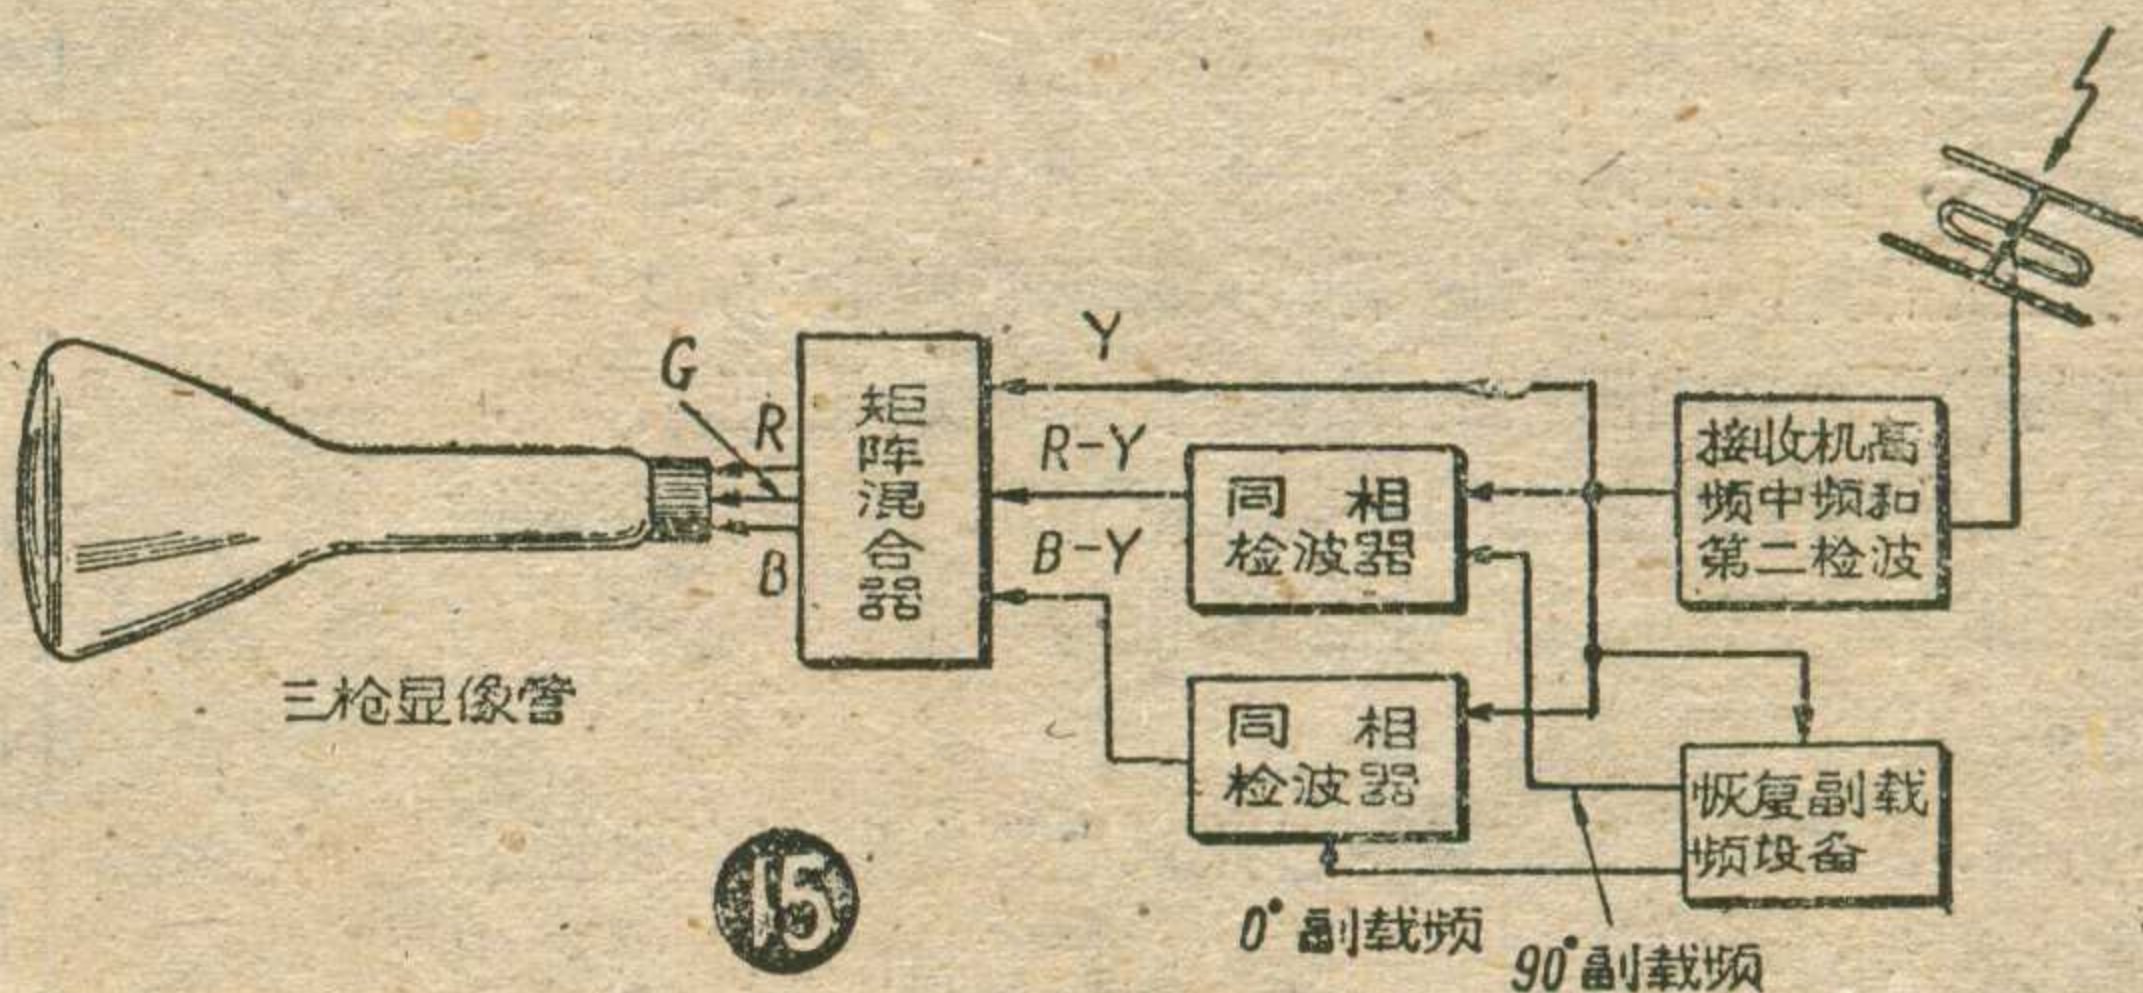 Y
G
R
R-Y
B-Y
B
矩
阵
混
合
器
同 相
检波器
接收机高
频中频和
第二检波
三枪显像管
同 相
检波器
恢复副载
频设备
15
0°副载频
90°副载频